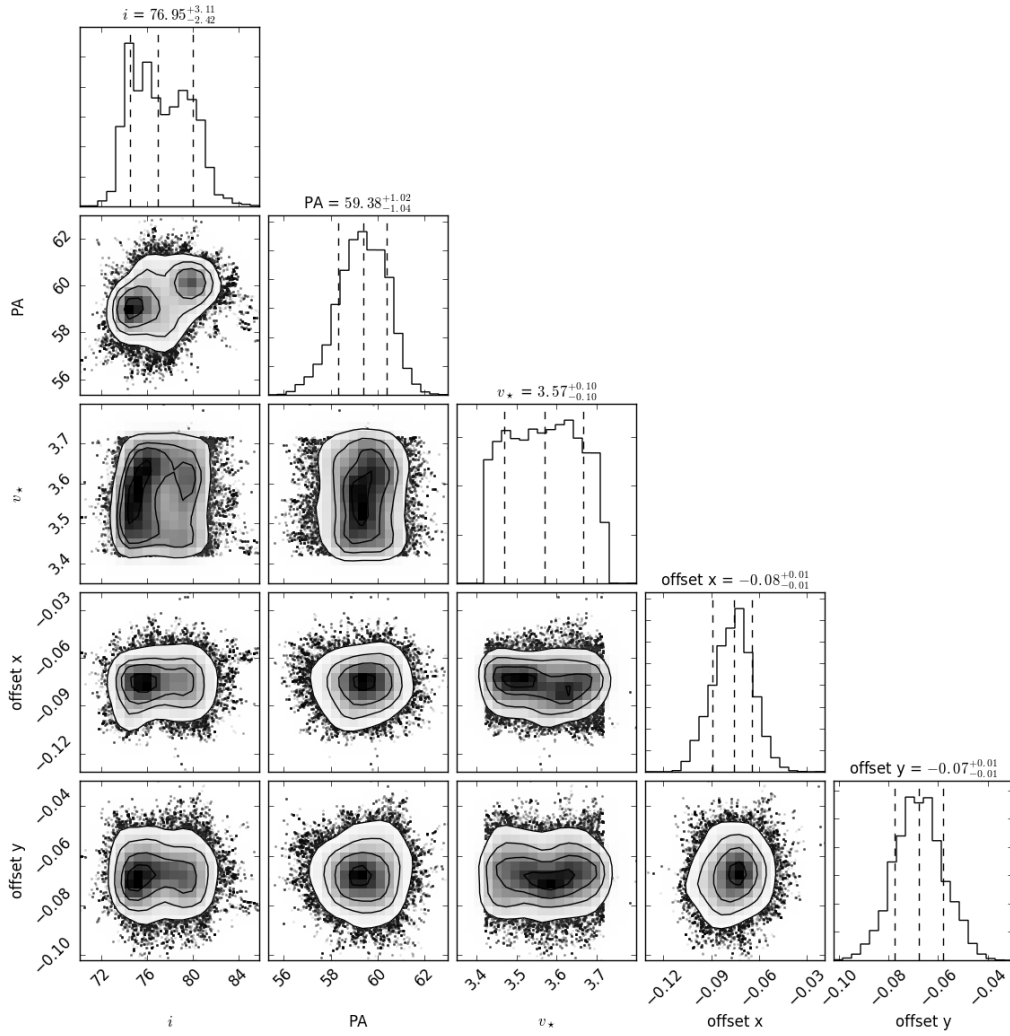 i = 76.95^{+3.11}_{-2.42}
PA = 59.38^{+1.02}_{-1.04}
62
60
58
56
PA
v⋆ = 3.57^{+0.10}_{-0.10}
3.7
3.6
3.5
3.4
v⋆
offset x = −0.08^{+0.01}_{-0.01}
−0.03
−0.06
−0.09
−0.12
offset x
offset y = −0.07^{+0.01}_{-0.01}
−0.04
−0.06
−0.08
−0.10
offset y
72 76 80 84
56 58 60 62
3.4 3.5 3.6 3.7
−0.12 −0.09 −0.06 −0.03
−0.10 −0.08 −0.06 −0.04
i PA v⋆ offset x offset y